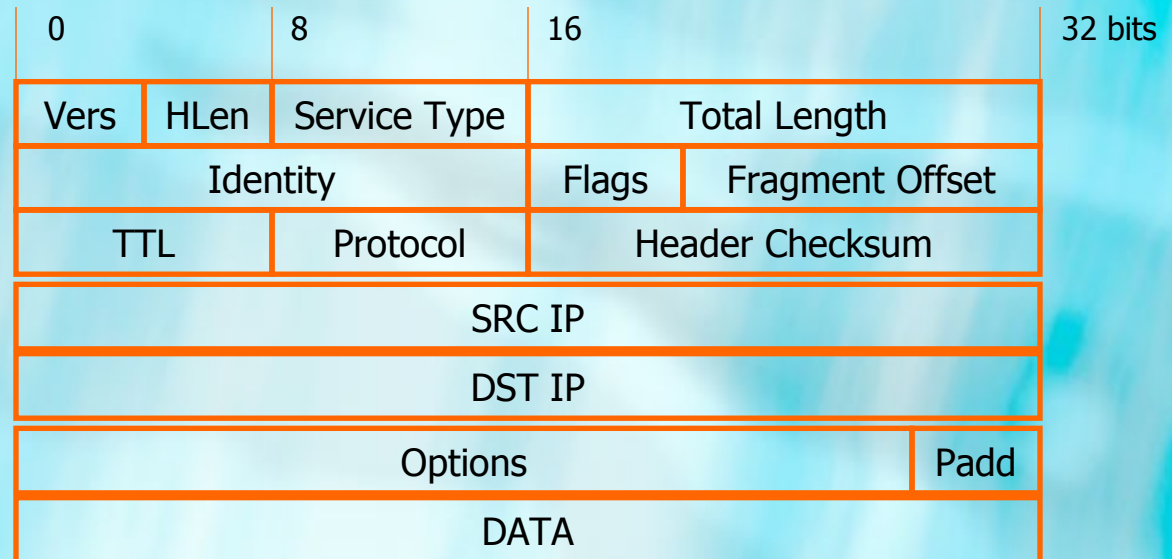 0 8 16 32 bits
Vers HLen Service Type Total Length
Identity Flags Fragment Offset
TTL Protocol Header Checksum
SRC IP
DST IP
Options Padd
DATA